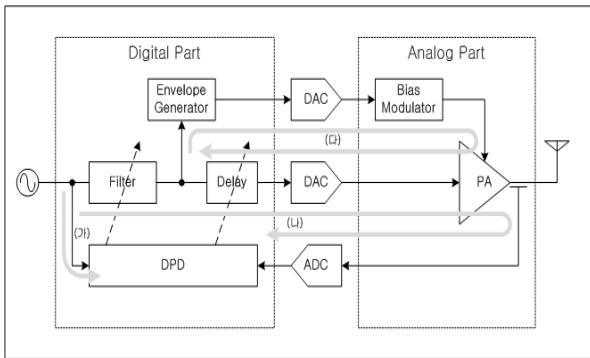 Digital Part
Analog Part
Envelope
Generator
DAC
Bias
Modulator
(다)
Filter
Delay
DAC
PA
(나)
(가)
DPD
ADC